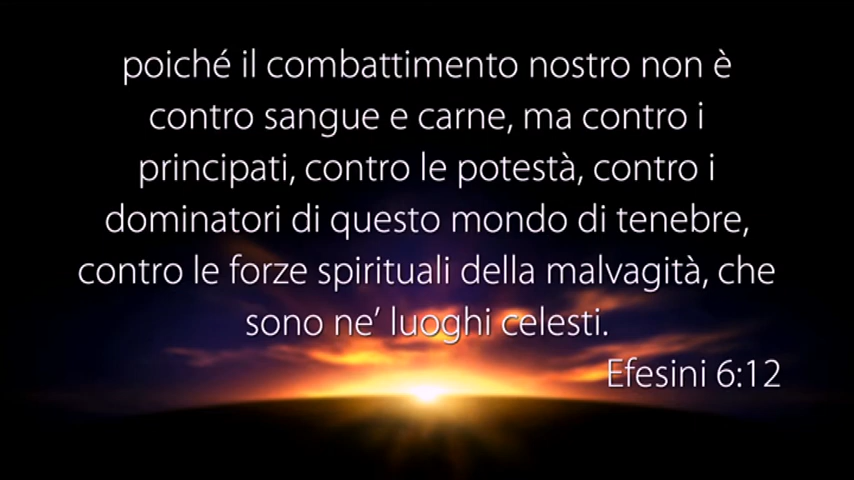 poiché il combattimento nostro non è
contro sangue e carne, ma contro i
principati, contro le potestà, contro i
dominatori di questo mondo di tenebre,
contro le forze spirituali della malvagità, che
sono ne’ luoghi celesti.
Efesini 6:12